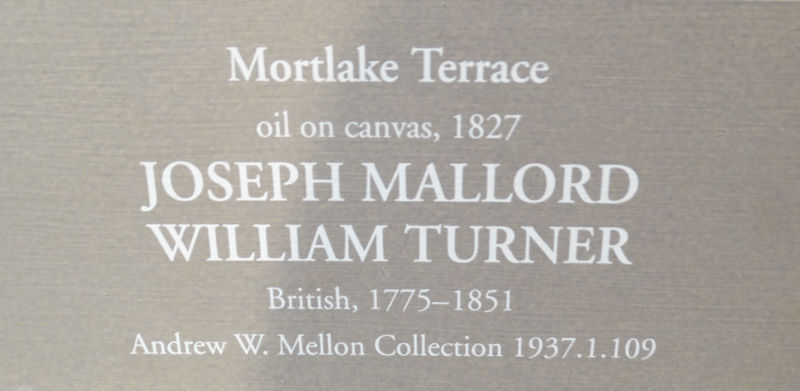 Mortlake Terrace
oil on canvas, 1827
JOSEPH MALLORD
WILLIAM TURNER
British, 1775–1851
Andrew W. Mellon Collection 1937.1.109